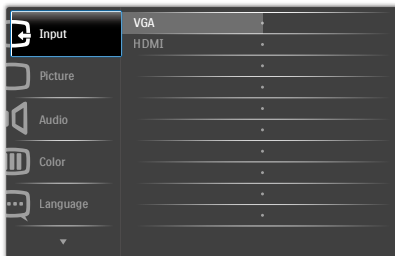 Input
Picture
Audio
Color
Language
VGA
HDMI